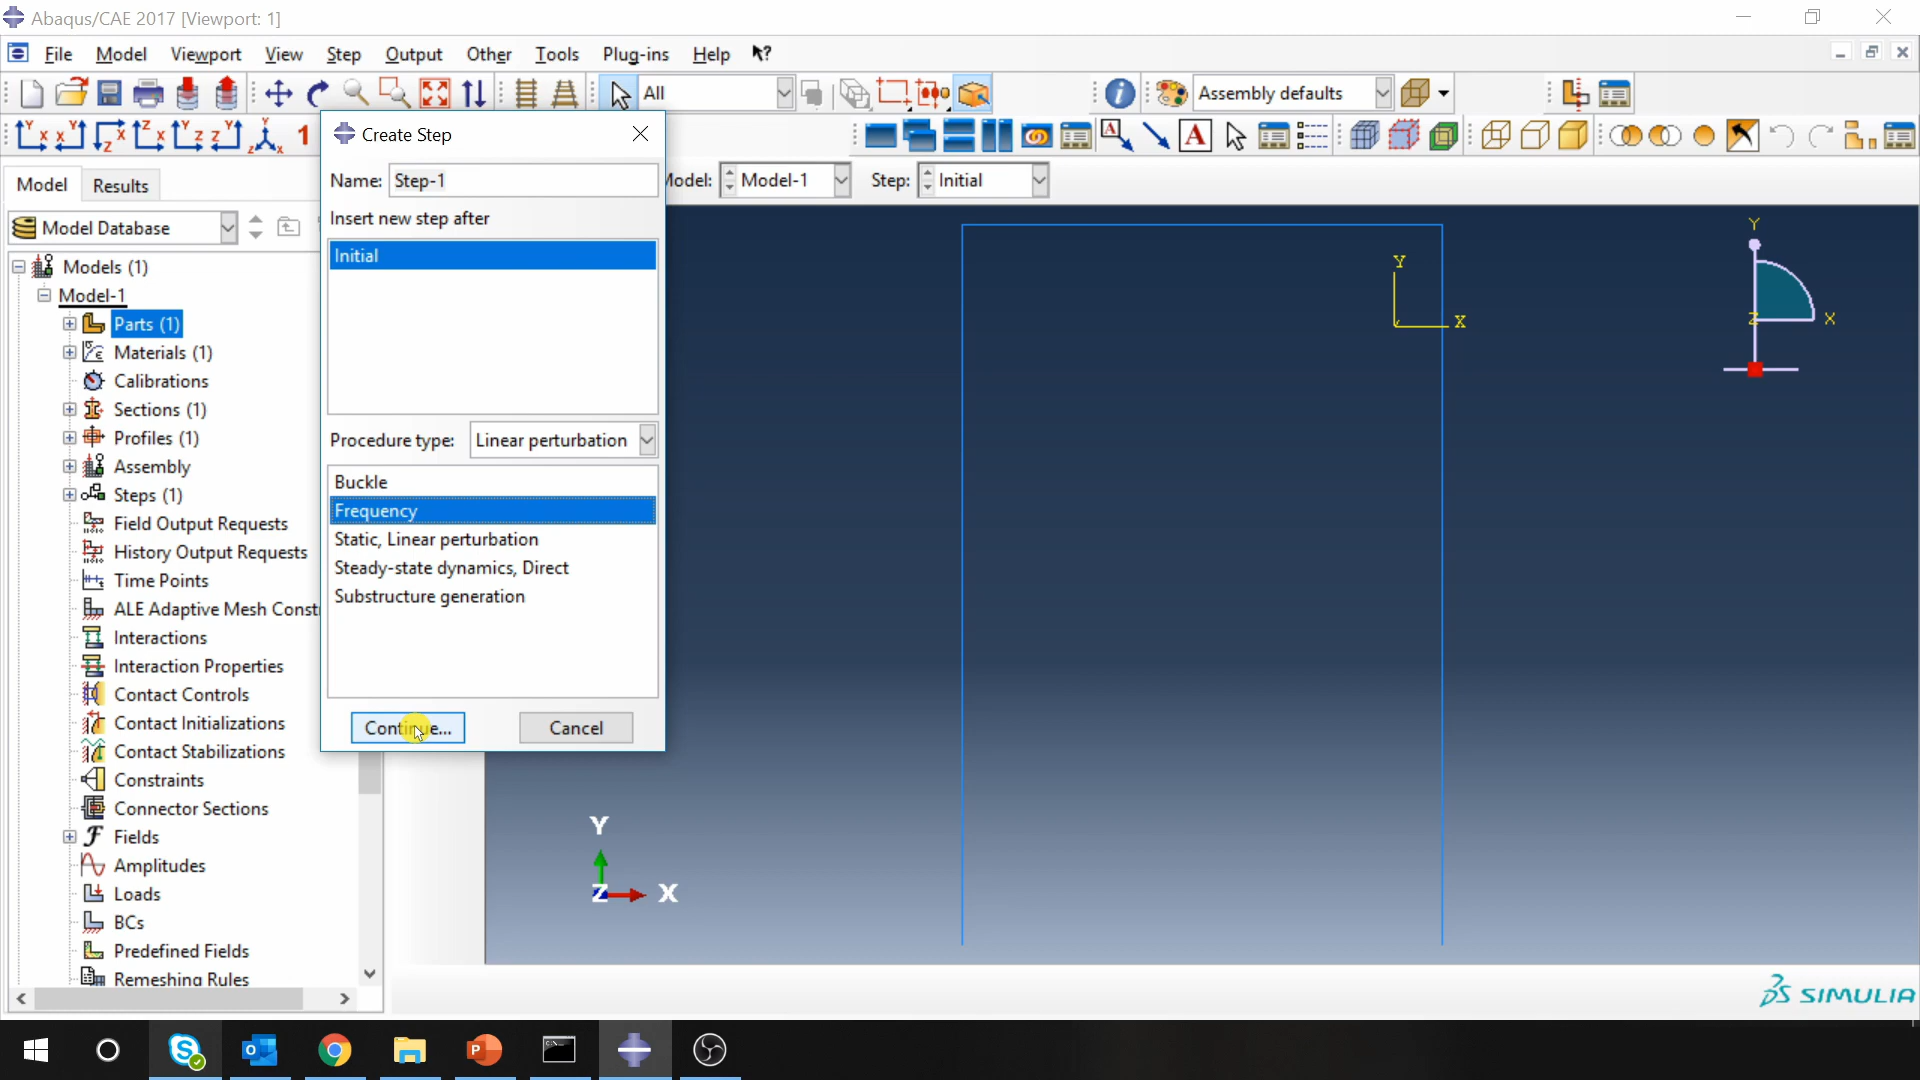 Abaqus/CAE 2017 [Viewport: 1]
File Model Viewport View Step Output Other Tools Plug-ins Help
All
Assembly defaults
1
Create Step
Name: Step-1
Model: Model-1 Step: Initial
Model Results
Insert new step after
Model Database
Initial
Models (1)
Model-1
Parts (1)
Materials (1)
Calibrations
Sections (1)
Profiles (1)
Assembly
Steps (1)
Field Output Requests
History Output Requests
Time Points
ALE Adaptive Mesh Const
Interactions
Interaction Properties
Contact Controls
Contact Initializations
Contact Stabilizations
Constraints
Connector Sections
Fields
Amplitudes
Loads
BCs
Predefined Fields
Remeshing Rules
Procedure type: Linear perturbation
Buckle
Frequency
Static, Linear perturbation
Steady-state dynamics, Direct
Substructure generation
Continue... Cancel
Y
X
Y
Z
X
Y
Z
X
SIMULIA